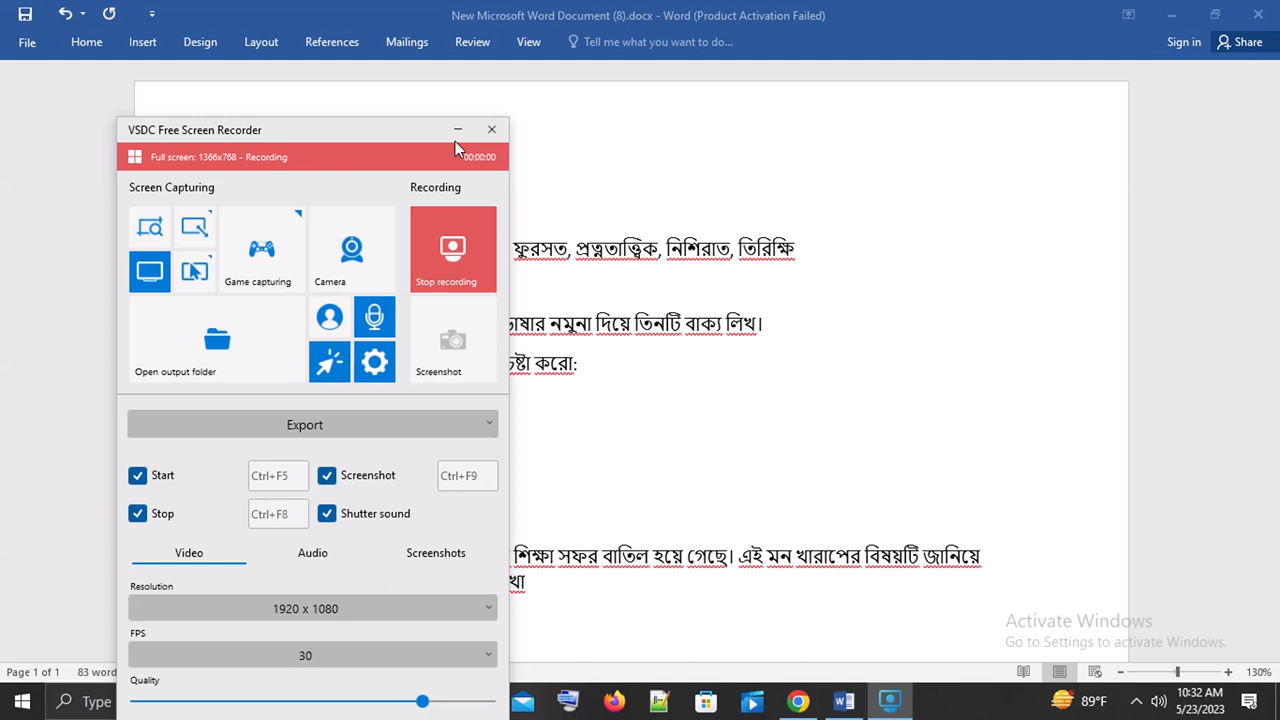 New Microsoft Word Document (8).docx - Word (Product Activation Failed)
File Home Insert Design Layout References Mailings Review View Tell me what you want to do... Sign in Share
VSDC Free Screen Recorder
Full screen: 1366x768 - Recording 00:00:00
Screen Capturing Recording
Game capturing Camera Stop recording
Open output folder Screenshot
Export
Start Ctrl+F5 Screenshot Ctrl+F9
Stop Ctrl+F8 Shutter sound
Video Audio Screenshots
Resolution
1920 x 1080
FPS
30
Quality
ফুরসত, প্রত্নতাত্ত্বিক, নিশিরাত, তিরিক্ষি
নমুনা দিয়ে তিনটি বাক্য লিখ।
করো:
শিক্ষা সফর বাতিল হয়ে গেছে। এই মন খারাপের বিষয়টি জানিয়ে
Activate Windows
Go to Settings to activate Windows.
Page 1 of 1 83 word 130%
Type 89°F 10:32 AM
5/23/2023